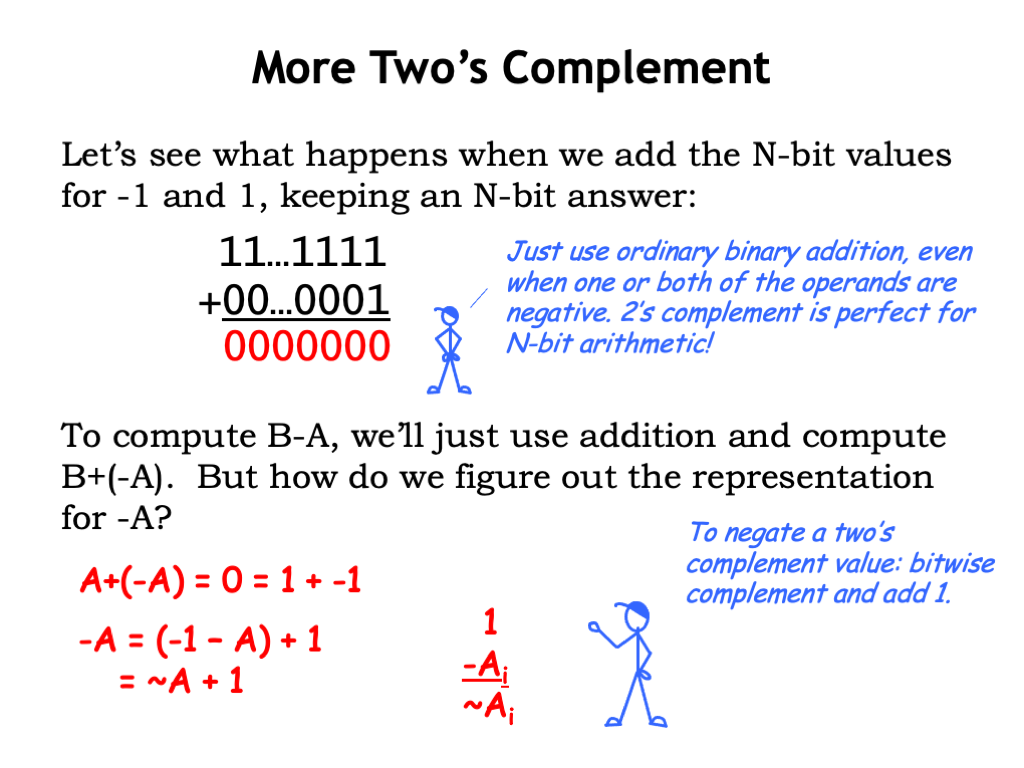 More Two’s Complement
Let’s see what happens when we add the N-bit values
for -1 and 1, keeping an N-bit answer:
11…1111
+00…0001
0000000
Just use ordinary binary addition, even
when one or both of the operands are
negative. 2’s complement is perfect for
N-bit arithmetic!
To compute B-A, we’ll just use addition and compute
B+(-A).  But how do we figure out the representation
for -A?
To negate a two’s
complement value: bitwise
complement and add 1.
A+(-A) = 0 = 1 + -1
-A = (-1 – A) + 1
= ~A + 1
1
-Ai
~Ai